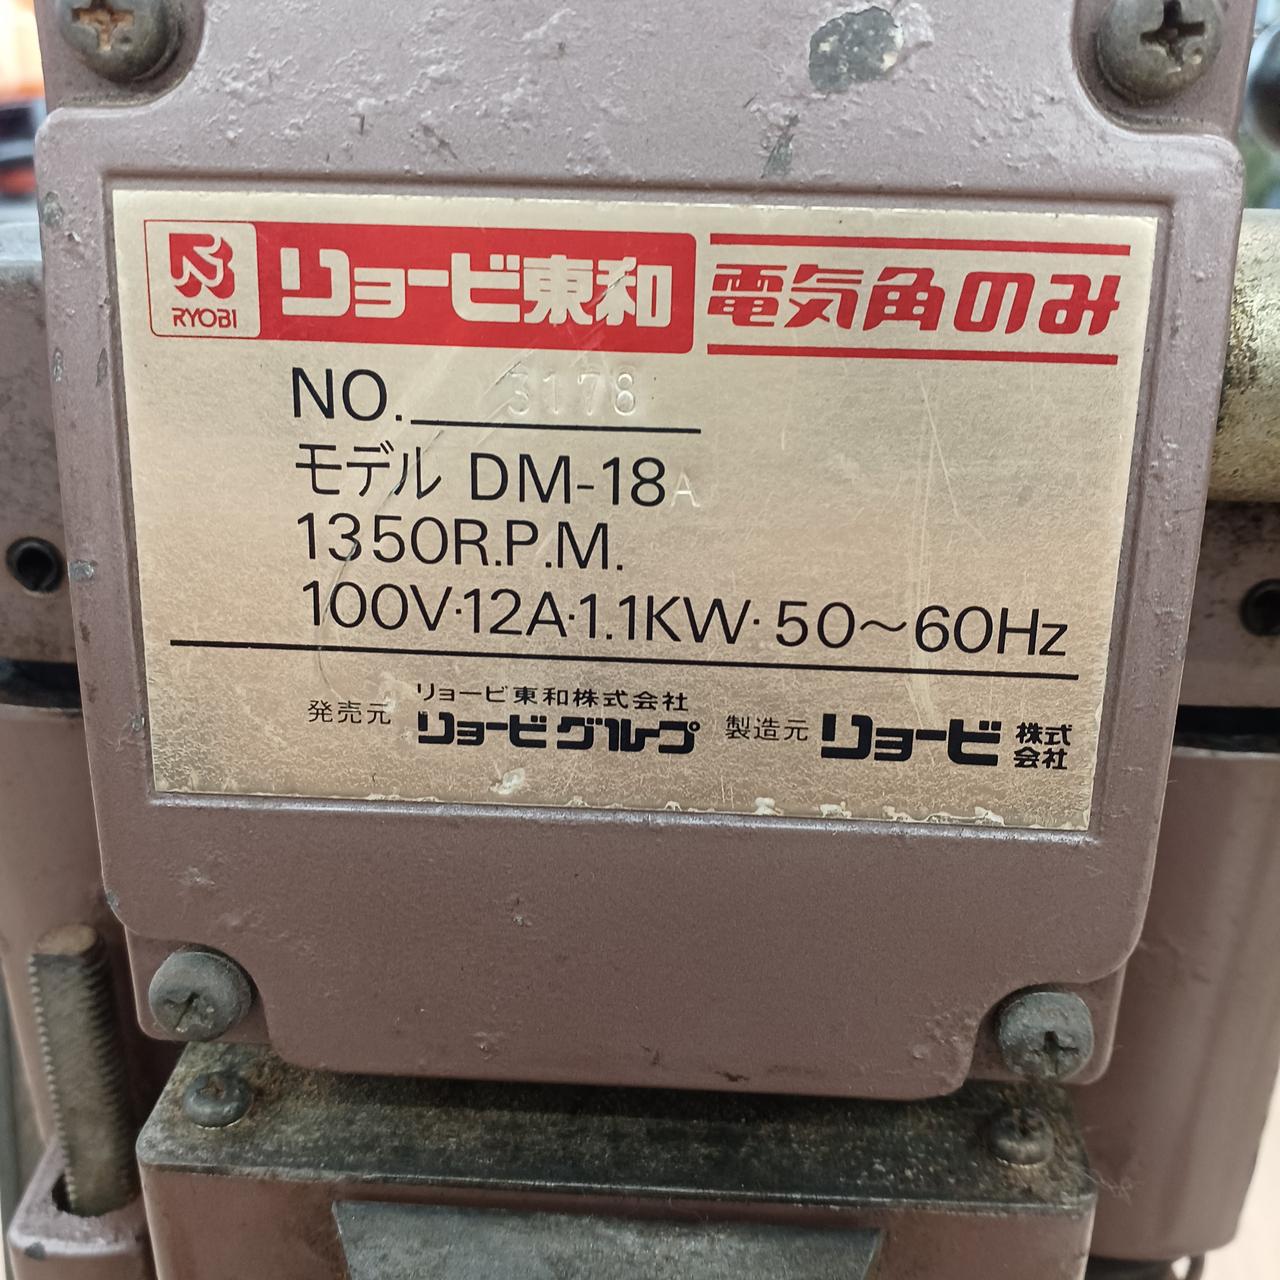 RYOBI リョービ東和 電気角のみ
NO. 3178
モデル DM-18A
1350R.P.M.
100V·12A·1.1KW·50～60Hz
発売元 リョービ東和株式会社
リョービグループ
製造元 リョービ 株式会社